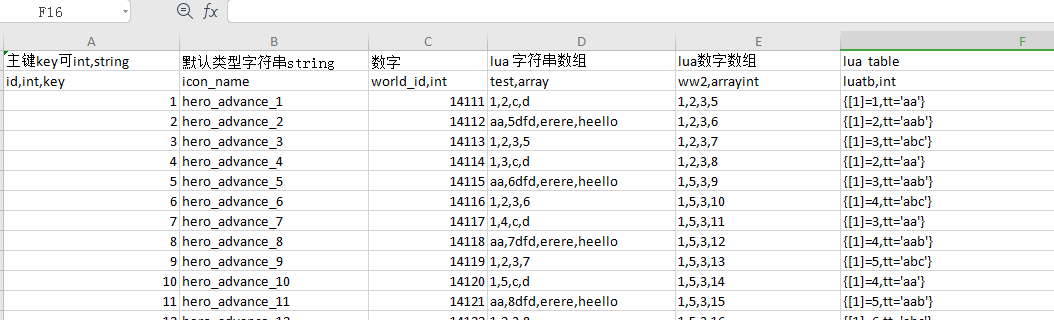 F16 fx
A B C D E F
主键key可int,string 默认类型字符串string 数字 lua 字符串数组 lua数字数组 lua table
id,int,key icon_name world_id,int test,array ww2,arrayint luatb,int
1 hero_advance_1 14111 1,2,c,d 1,2,3,5 {[1]=1,tt='aa'}
2 hero_advance_2 14112 aa,5dfd,erere,heello 1,2,3,6 {[1]=2,tt='aab'}
3 hero_advance_3 14113 1,2,3,5 1,2,3,7 {[1]=3,tt='abc'}
4 hero_advance_4 14114 1,3,c,d 1,2,3,8 {[1]=2,tt='aa'}
5 hero_advance_5 14115 aa,6dfd,erere,heello 1,5,3,9 {[1]=3,tt='aab'}
6 hero_advance_6 14116 1,2,3,6 1,5,3,10 {[1]=4,tt='abc'}
7 hero_advance_7 14117 1,4,c,d 1,5,3,11 {[1]=3,tt='aa'}
8 hero_advance_8 14118 aa,7dfd,erere,heello 1,5,3,12 {[1]=4,tt='aab'}
9 hero_advance_9 14119 1,2,3,7 1,5,3,13 {[1]=5,tt='abc'}
10 hero_advance_10 14120 1,5,c,d 1,5,3,14 {[1]=4,tt='aa'}
11 hero_advance_11 14121 aa,8dfd,erere,heello 1,5,3,15 {[1]=5,tt='aab'}